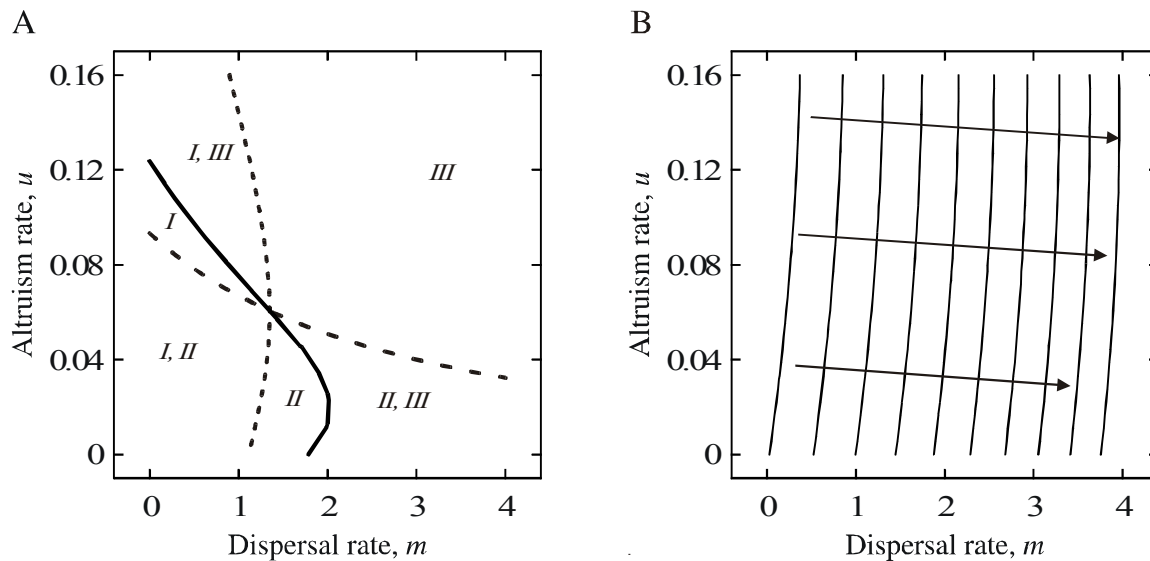 A
0.16
0.12
0.08
0.04
0
Altruism rate, u
I, III
III
I
I, II
II
II, III
0 1 2 3 4
Dispersal rate, m
B
0.16
0.12
0.08
0.04
0
Altruism rate, u
0 1 2 3 4
Dispersal rate, m